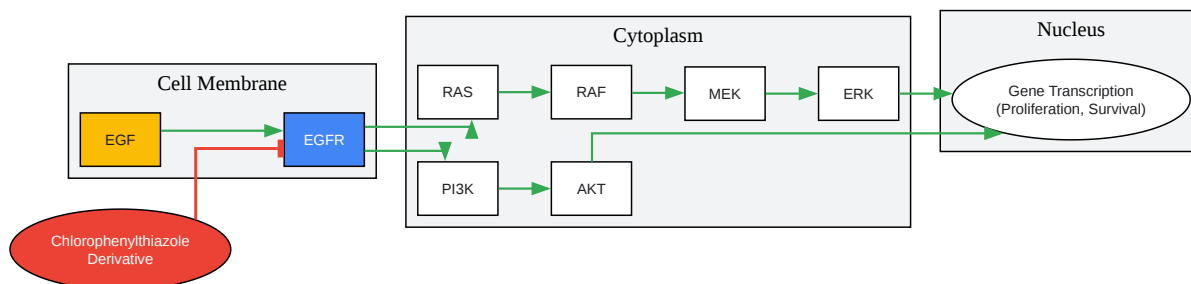 Cell Membrane
EGF
EGFR
Chlorophenylthiazole
Derivative
Cytoplasm
RAS
RAF
MEK
ERK
PI3K
AKT
Nucleus
Gene Transcription
(Proliferation, Survival)